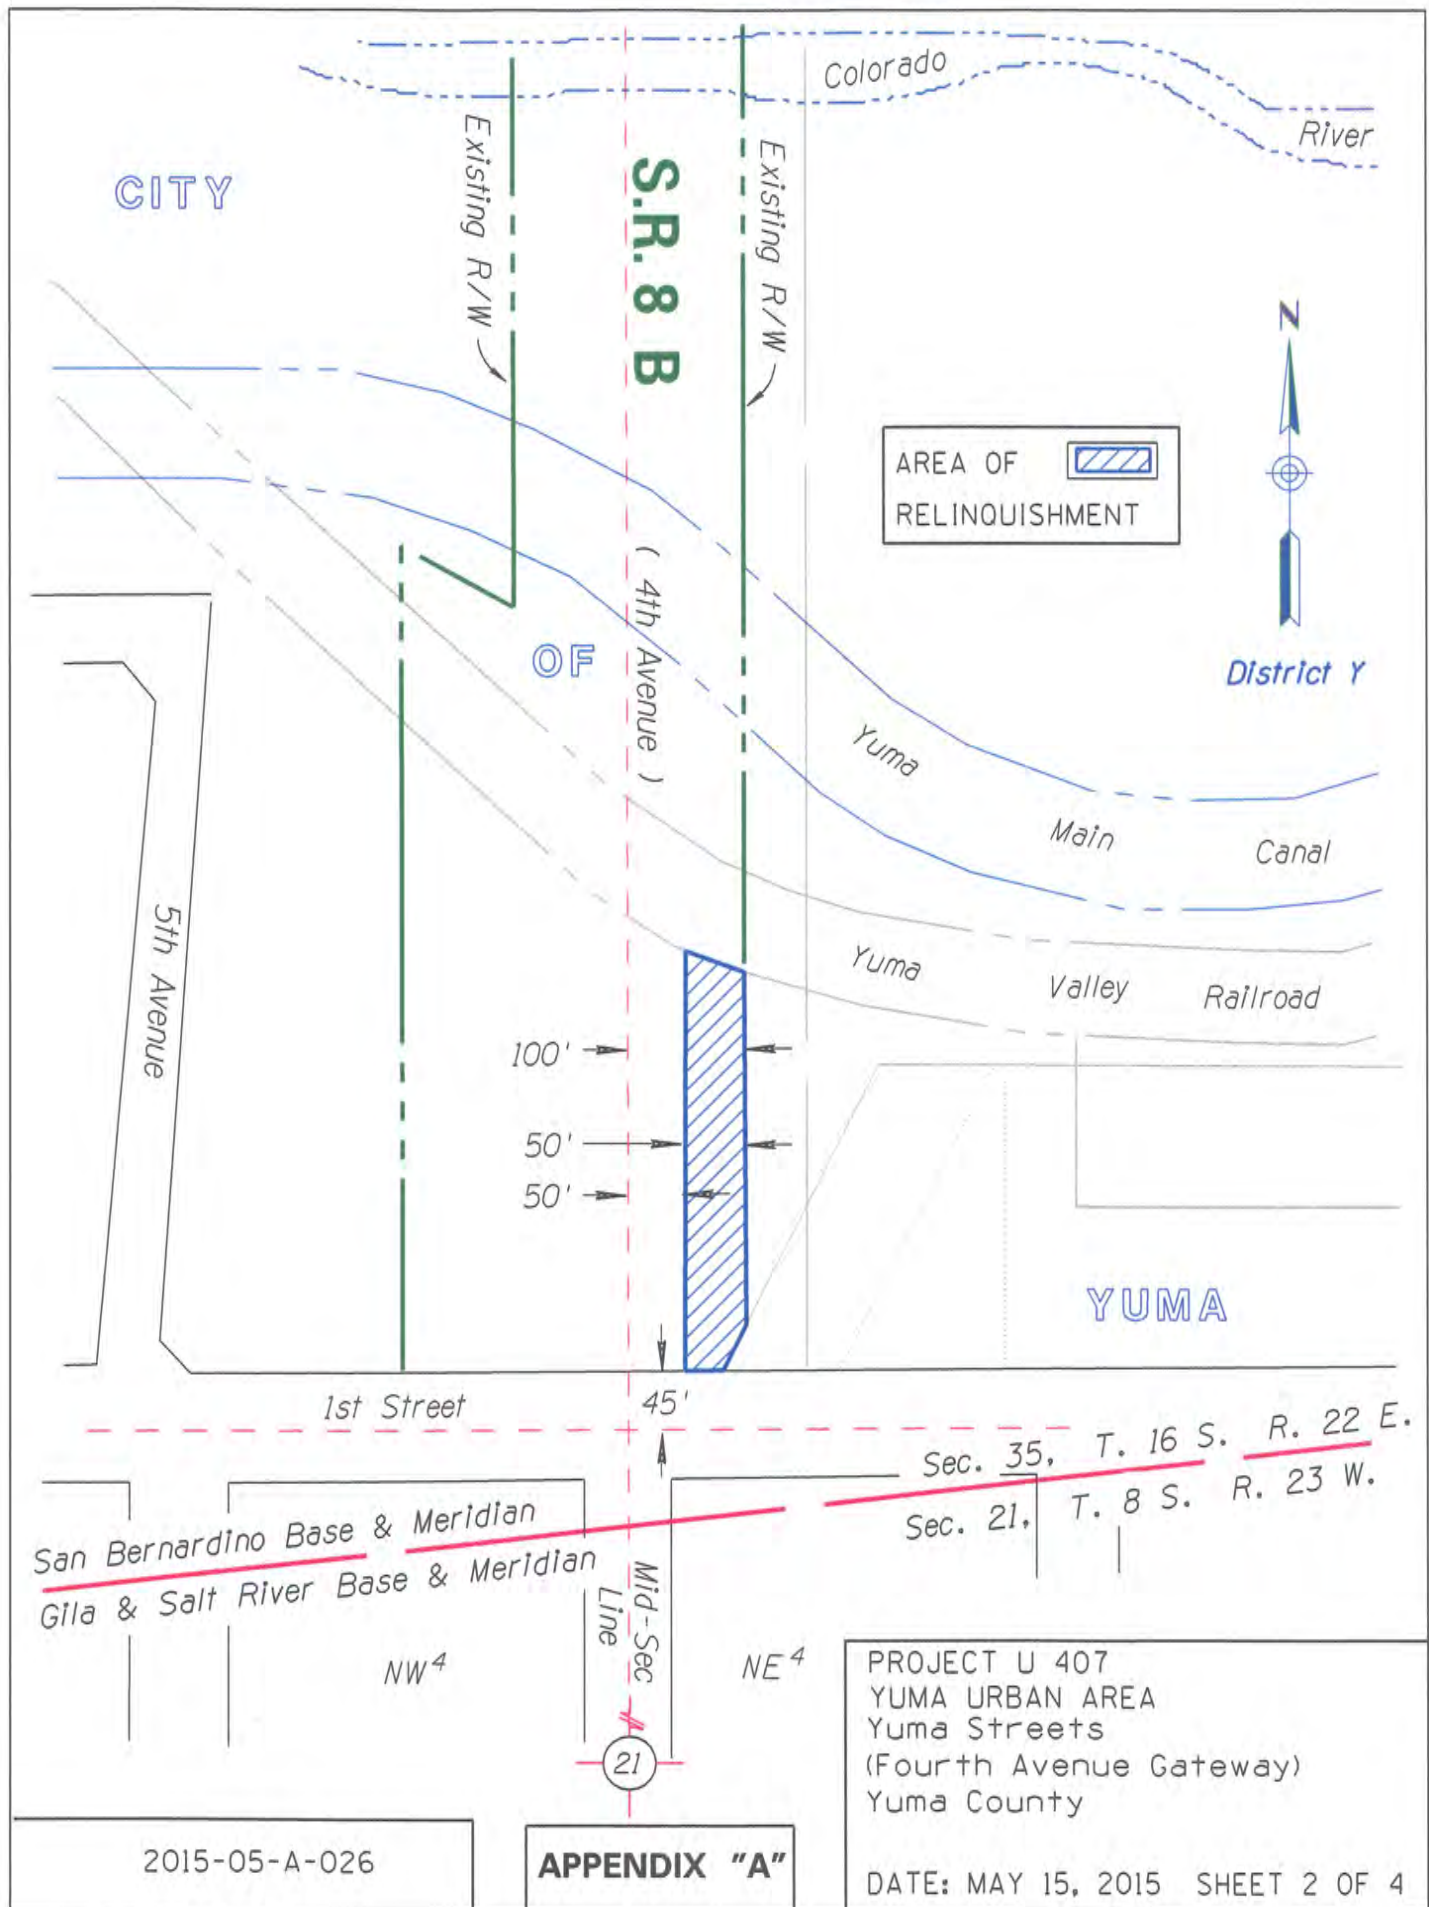 Colorado
River
CITY
Existing R/W
S.R. 8 B
Existing R/W
N
AREA OF
RELINQUISHMENT
District Y
OF
( 4th Avenue )
Yuma
Main
Canal
5th Avenue
Yuma
Valley
Railroad
100'
50'
50'
YUMA
1st Street
45'
Sec. 35, T. 16 S. R. 22 E.
Sec. 21, T. 8 S. R. 23 W.
San Bernardino Base & Meridian
Gila & Salt River Base & Meridian
Mid-Sec
Line
NW 4
NE 4
21
PROJECT U 407
YUMA URBAN AREA
Yuma Streets
(Fourth Avenue Gateway)
Yuma County
DATE: MAY 15, 2015 SHEET 2 OF 4
2015-05-A-026
APPENDIX "A"